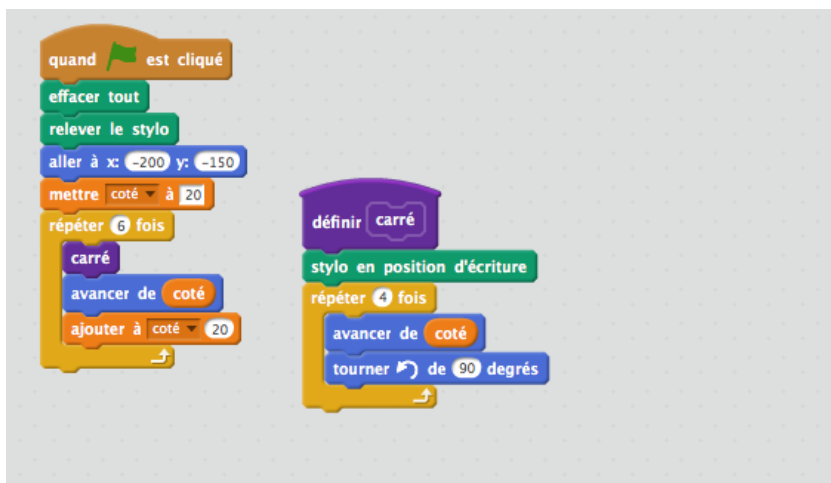 quand est cliqué
effacer tout
relever le stylo
aller à x: -200 y: -150
mettre coté à 20
répéter 6 fois
carré
avancer de coté
ajouter à coté 20
définir carré
stylo en position d'écriture
répéter 4 fois
avancer de coté
tourner de 90 degrés